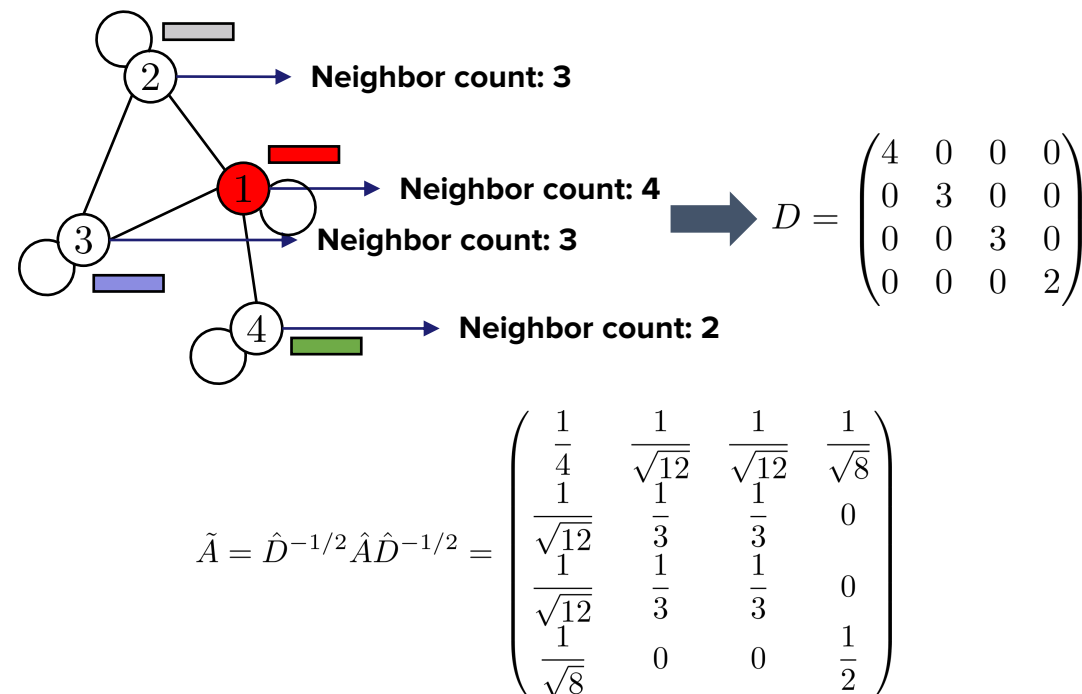 2
Neighbor count: 3
1
Neighbor count: 4
3
Neighbor count: 3
4
Neighbor count: 2
D =
4 0 0 0
0 3 0 0
0 0 3 0
0 0 0 2
Ã = D̂^{-1/2} Â D̂^{-1/2} =
1/4 1/√12 1/√12 1/√8
1/√12 1/3 1/3 0
1/√12 1/3 1/3 0
1/√8 0 0 1/2